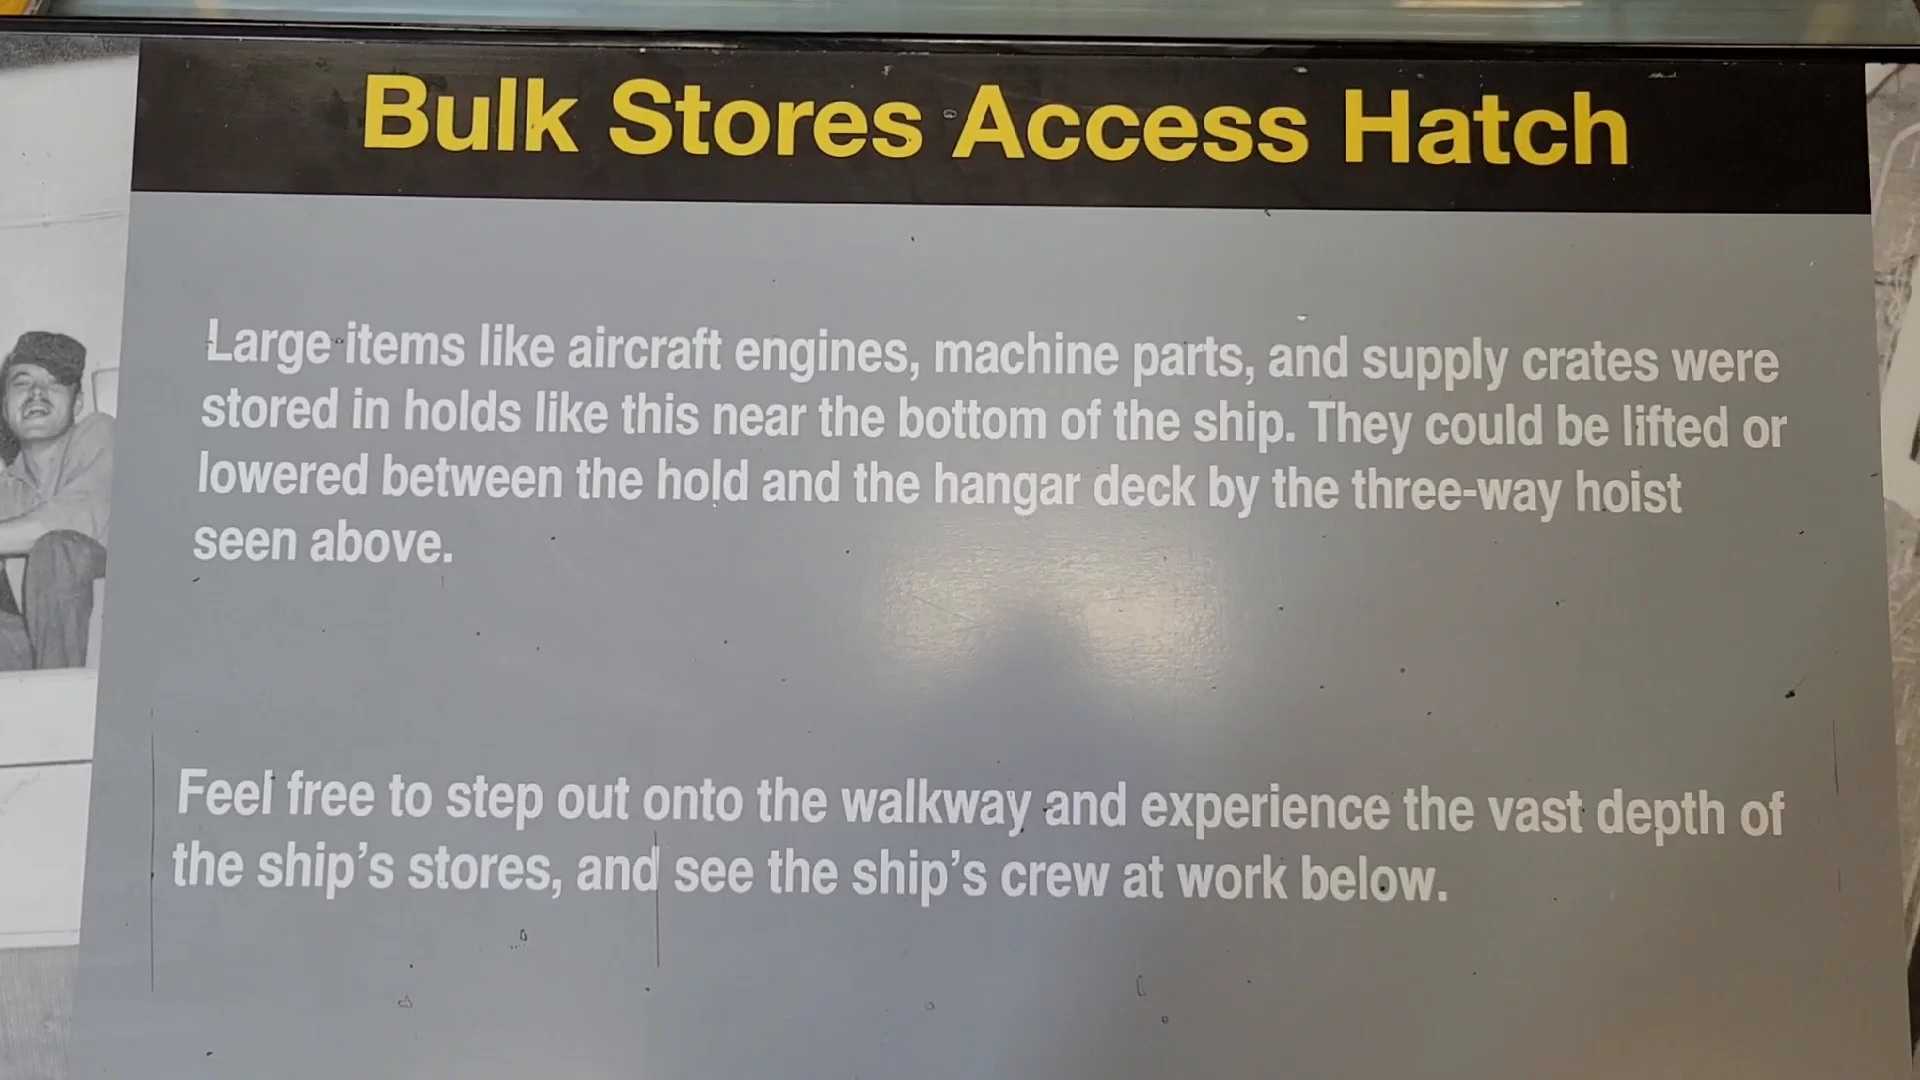 Bulk Stores Access Hatch
Large items like aircraft engines, machine parts, and supply crates were
stored in holds like this near the bottom of the ship. They could be lifted or
lowered between the hold and the hangar deck by the three-way hoist
seen above.
Feel free to step out onto the walkway and experience the vast depth of
the ship’s stores, and see the ship’s crew at work below.